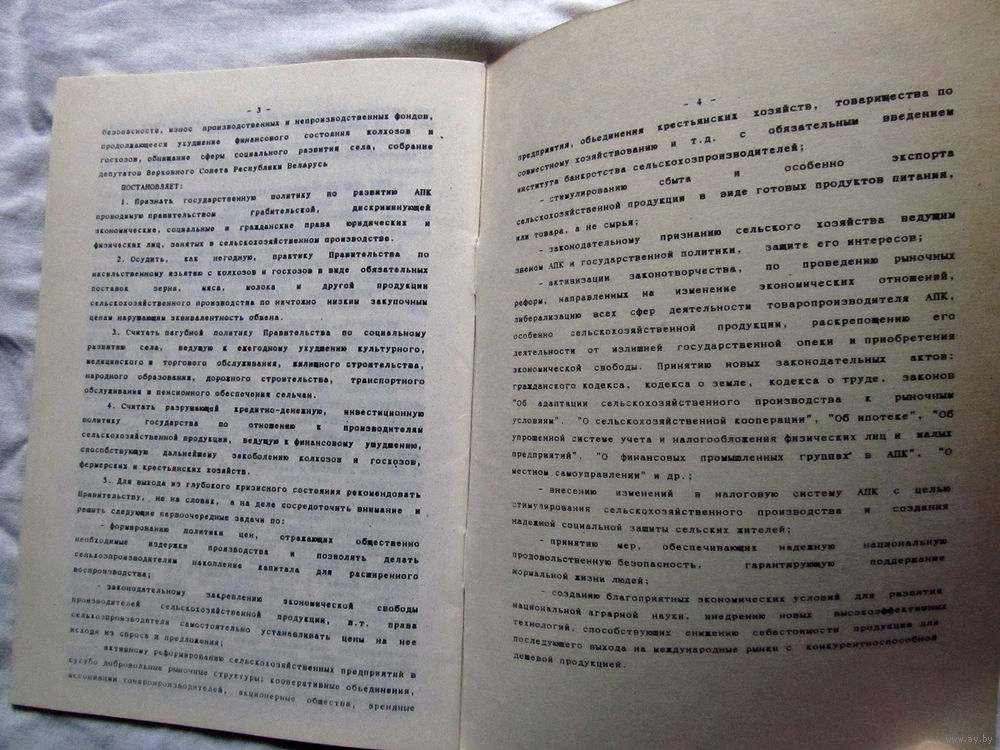 - 3 -
безопасности, износ производственных и непроизводственных фондов,
продолжающееся ухудшение финансового состояния колхозов и
госхозов, обнищание сферы социального развития села, собрание
депутатов Верховного Совета Республики Беларусь
ПОСТАНОВЛЯЕТ:
1. Признать государственную политику по развитию АПК
проводимую правительством грабительской, дискриминующей
экономические, социальные и гражданские права юридических и
физических лиц, занятых в сельскохозяйственном производстве.
2. Осудить, как негодную, практику Правительства по
насильственному изъятию с колхозов и госхозов в виде обязательных
поставок зерна, мяса, молока и другой продукции
сельскохозяйственного производства по ничтожно низким закупочным
ценам нарушающим эквивалентность обмена.
3. Считать пагубной политику Правительства по социальному
развитию села, ведущую к ежегодному ухудшению культурного,
медицинского и торгового обслуживания, жилищного строительства,
народного образования, дорожного строительства, транспортного
обслуживания и пенсионного обеспечения сельчан.
4. Считать разрушающей кредитно-денежную, инвестиционную
политику государства по отношению к производителям
сельскохозяйственной продукции, ведущую к финансовому удушению,
способствующую дальнейшему закоболению колхозов и госхозов,
фермерских и крестьянских хозяйств.
5. Для выхода из глубокого кризисного состояния рекомендовать
Правительству, не на словах, а на деле сосредоточить внимание и
решить следующие первоочередные задачи по:
- формированию политика цен, отражающих общественно
необходимые издержки производства и позволять делать
сельхозпроизводителям накопление капитала для расширенного
воспроизводства;
- законодательному закреплению экономической свободы
производителей сельскохозяйственной продукции, в.т. права
сельхозпроизводителя самостоятельно устанавливать цены на нее
исходя из спроса и предложения;
- активному реформированию сельскохозяйственных предприятий в
сугубо добровольные рыночные структуры: кооперативные объединения,
ассоциации товаропроизводителей, акционерные общества, арендные
- 4 -
предприятия, объединения крестьянских хозяйств, товарищества по
совместному хозяйствованию и т.д. с обязательным введением
института банкротства сельскохозпроизводителей;
- стимулированию сбыта и особенно экспорта
сельскохозяйственной продукции в виде готовых продуктов питания,
или товара, а не сырья;
- законодательному признанию сельского хозяйства ведущим
звеном АПК и государственной политики, защите его интересов;
- активизации законотворчества, по проведению рыночных
реформ, направленных на изменение экономических отношений,
либерализацию всех сфер деятельности товаропроизводителя АПК,
особенно сельскохозяйственной продукции, раскрепощению его
деятельности от излишней государственной опеки и приобретения
экономической свободы. Принятию новых законодательных актов:
гражданского кодекса, кодекса о земле, кодекса о труде, законов
"Об адаптации сельскохозяйственного производства к рыночным
условиям". "О сельскохозяйственной кооперации", "Об ипотеке", "Об
упрощенной системе учета и налогообложения физических лиц и малых
предприятий". "О финансовых промышленных группах" в АПК". "О
местном самоуправлении" и др.;
- внесению изменений в налоговую систему АПК с целью
стимулирования сельскохозяйственного производства и создания
надежной социальной защиты сельских жителей;
- принятию мер, обеспечивающих надежную национальную
продовольственную безопасность, гарантирующую поддержание
нормальной жизни людей;
- созданию благоприятных экономических условий для развития
национальной аграрной науки, внедрению новых высокоэффективных
технологий, способствующих снижению себестоимости продукции для
последующего выхода на международные рынки с конкурентноспособной
дешевой продукцией.
www.ay.by